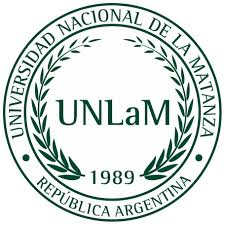 UNIVERSIDAD NACIONAL DE LA MATANZA
UNLaM
1989
REPÚBLICA ARGENTINA